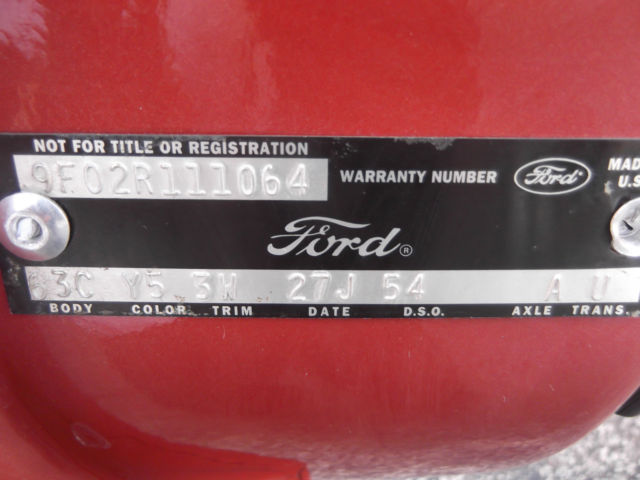 NOT FOR TITLE OR REGISTRATION
9F02R111064
WARRANTY NUMBER
Ford
MAD
U.S
Ford®
63C Y5 3W 27J 54 A U
BODY COLOR TRIM DATE D.S.O. AXLE TRANS.